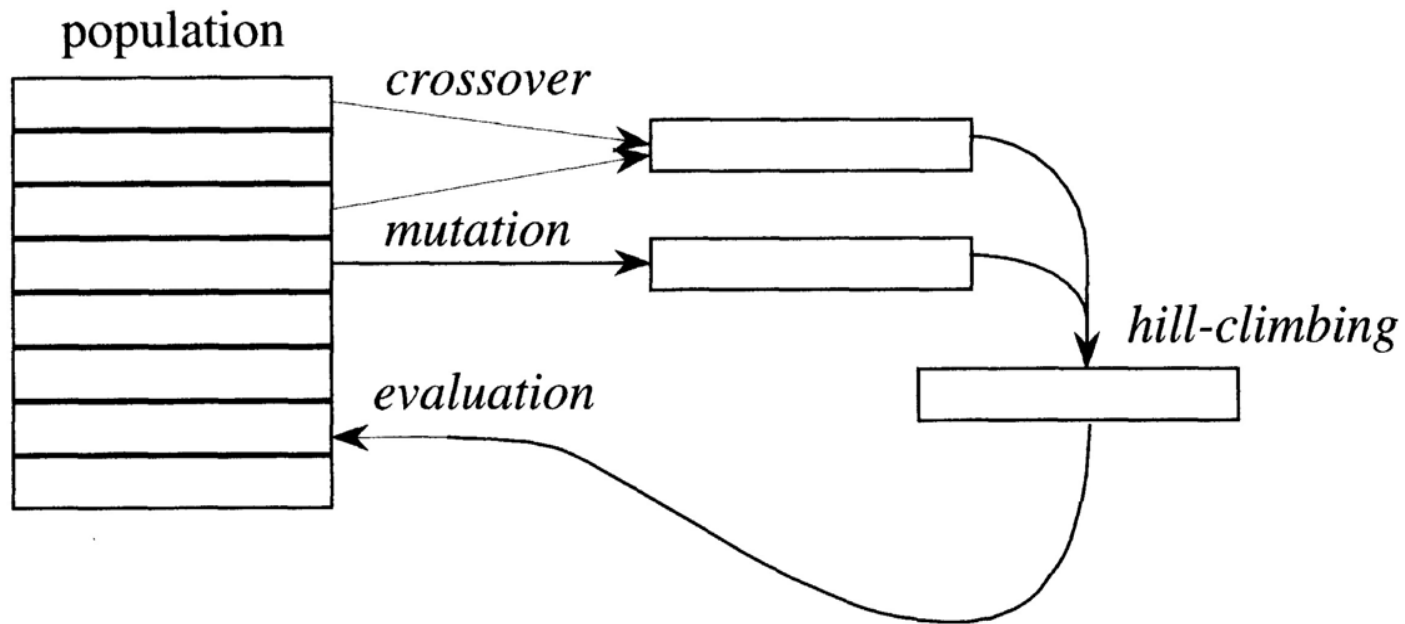 population
crossover
mutation
hill-climbing
evaluation